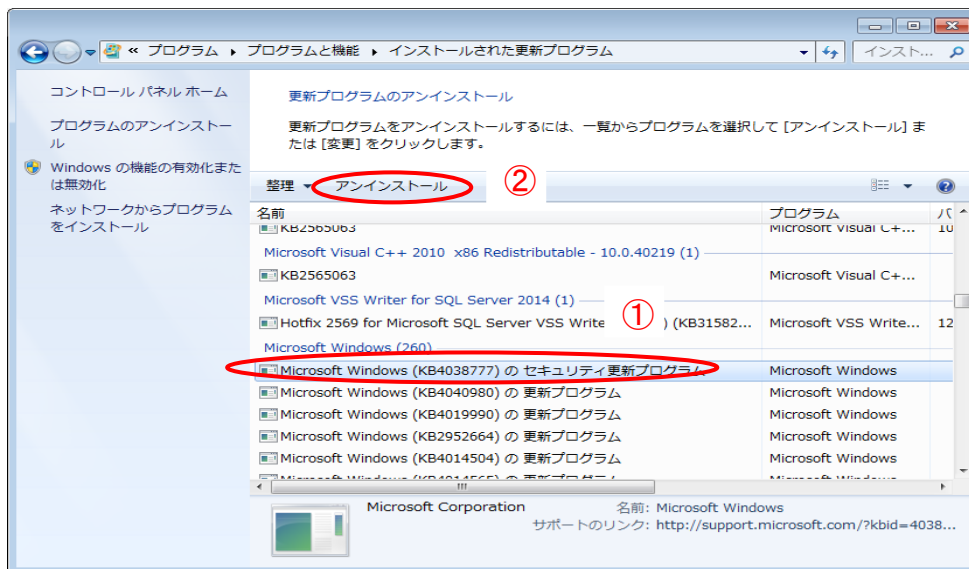 « プログラム ▸ プログラムと機能 ▸ インストールされた更新プログラム
インスト...
コントロール パネル ホーム
プログラムのアンインストー
ル
Windows の機能の有効化また
は無効化
ネットワークからプログラム
をインストール
更新プログラムのアンインストール
更新プログラムをアンインストールするには、一覧からプログラムを選択して [アンインストール] ま
たは [変更] をクリックします。
整理 アンインストール ②
名前 プログラム バ
KB2565063 Microsoft Visual C+... 10
Microsoft Visual C++ 2010 x86 Redistributable - 10.0.40219 (1)
KB2565063 Microsoft Visual C+...
Microsoft VSS Writer for SQL Server 2014 (1)
①
Hotfix 2569 for Microsoft SQL Server VSS Write ) (KB31582... Microsoft VSS Write... 12
Microsoft Windows (260)
Microsoft Windows (KB4038777) の セキュリティ更新プログラム Microsoft Windows
Microsoft Windows (KB4040980) の 更新プログラム Microsoft Windows
Microsoft Windows (KB4019990) の 更新プログラム Microsoft Windows
Microsoft Windows (KB2952664) の 更新プログラム Microsoft Windows
Microsoft Windows (KB4014504) の 更新プログラム Microsoft Windows
Microsoft Windows (KB4014565) の 更新プログラム Microsoft Windows
Microsoft Corporation 名前: Microsoft Windows
サポートのリンク: http://support.microsoft.com/?kbid=4038...